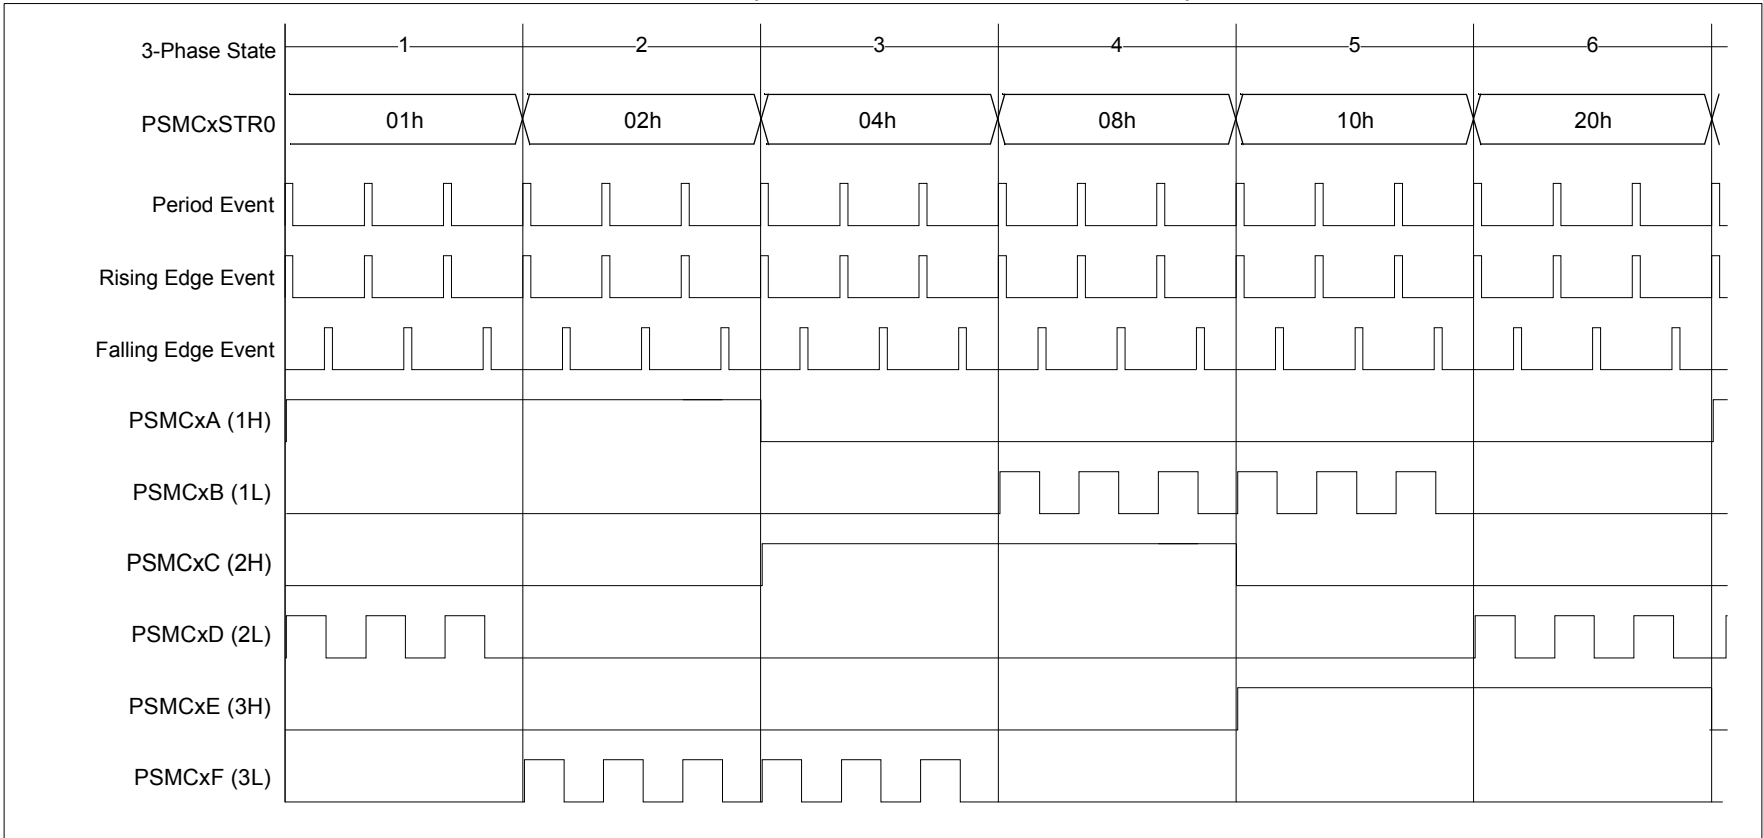 3-Phase State 1 2 3 4 5 6
PSMCxSTR0 01h 02h 04h 08h 10h 20h
Period Event
Rising Edge Event
Falling Edge Event
PSMCxA (1H)
PSMCxB (1L)
PSMCxC (2H)
PSMCxD (2L)
PSMCxE (3H)
PSMCxF (3L)